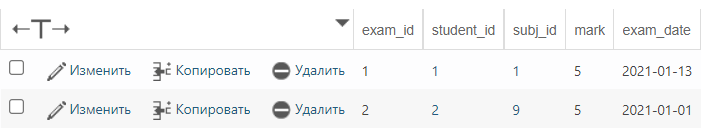 ←T→ exam_id student_id subj_id mark exam_date
Изменить Копировать Удалить 1 1 1 5 2021-01-13
Изменить Копировать Удалить 2 2 9 5 2021-01-01